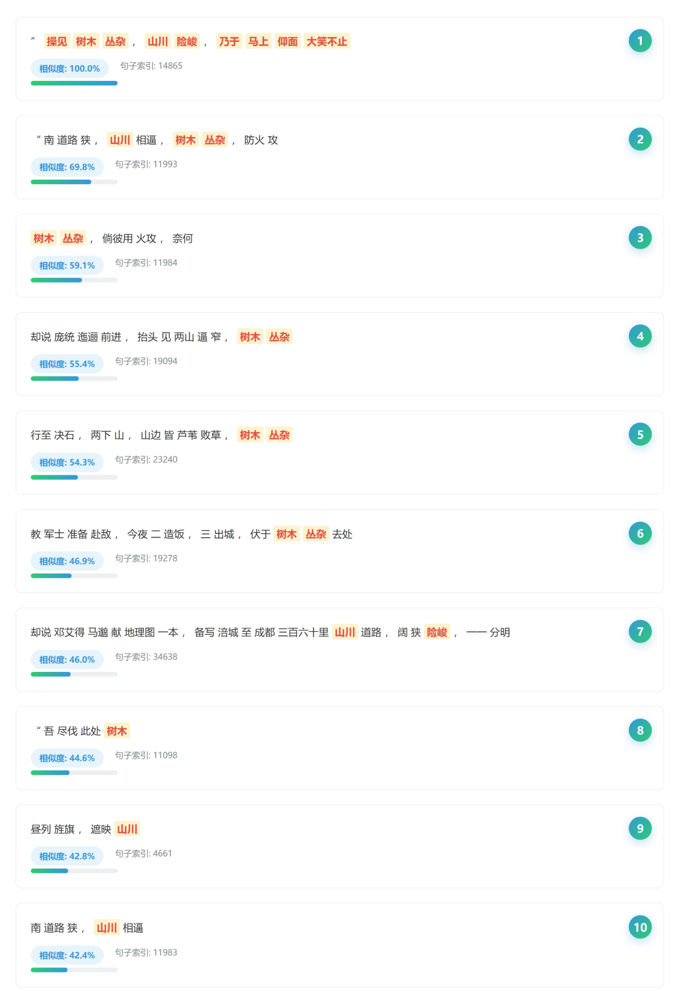 ” 操见 树木 丛杂 ， 山川 险峻 ， 乃于 马上 仰面 大笑不止
1
相似度: 100.0% 句子索引: 14865
“ 南 道路 狭 ， 山川 相逼 ， 树木 丛杂 ， 防火 攻
2
相似度: 69.8% 句子索引: 11993
树木 丛杂 ， 倘彼用 火攻 ， 奈何
3
相似度: 59.1% 句子索引: 11984
却说 庞统 迤逦 前进 ， 抬头 见 两山 逼 窄 ， 树木 丛杂
4
相似度: 55.4% 句子索引: 19094
行至 决石 ， 两下 山 ， 山边 皆 芦苇 败草 ， 树木 丛杂
5
相似度: 54.3% 句子索引: 23240
教 军士 准备 赴敌 ， 今夜 二 造饭 ， 三 出城 ， 伏于 树木 丛杂 去处
6
相似度: 46.9% 句子索引: 19278
却说 邓艾得 马邈 献 地理图 一本 ， 备写 涪城 至 成都 三百六十里 山川 道路 ， 阔 狭 险峻 ， 一一 分明
7
相似度: 46.0% 句子索引: 34638
“ 吾 尽伐 此处 树木
8
相似度: 44.6% 句子索引: 11098
昼列 旌旗 ， 遮映 山川
9
相似度: 42.8% 句子索引: 4661
南 道路 狭 ， 山川 相逼
10
相似度: 42.4% 句子索引: 11983